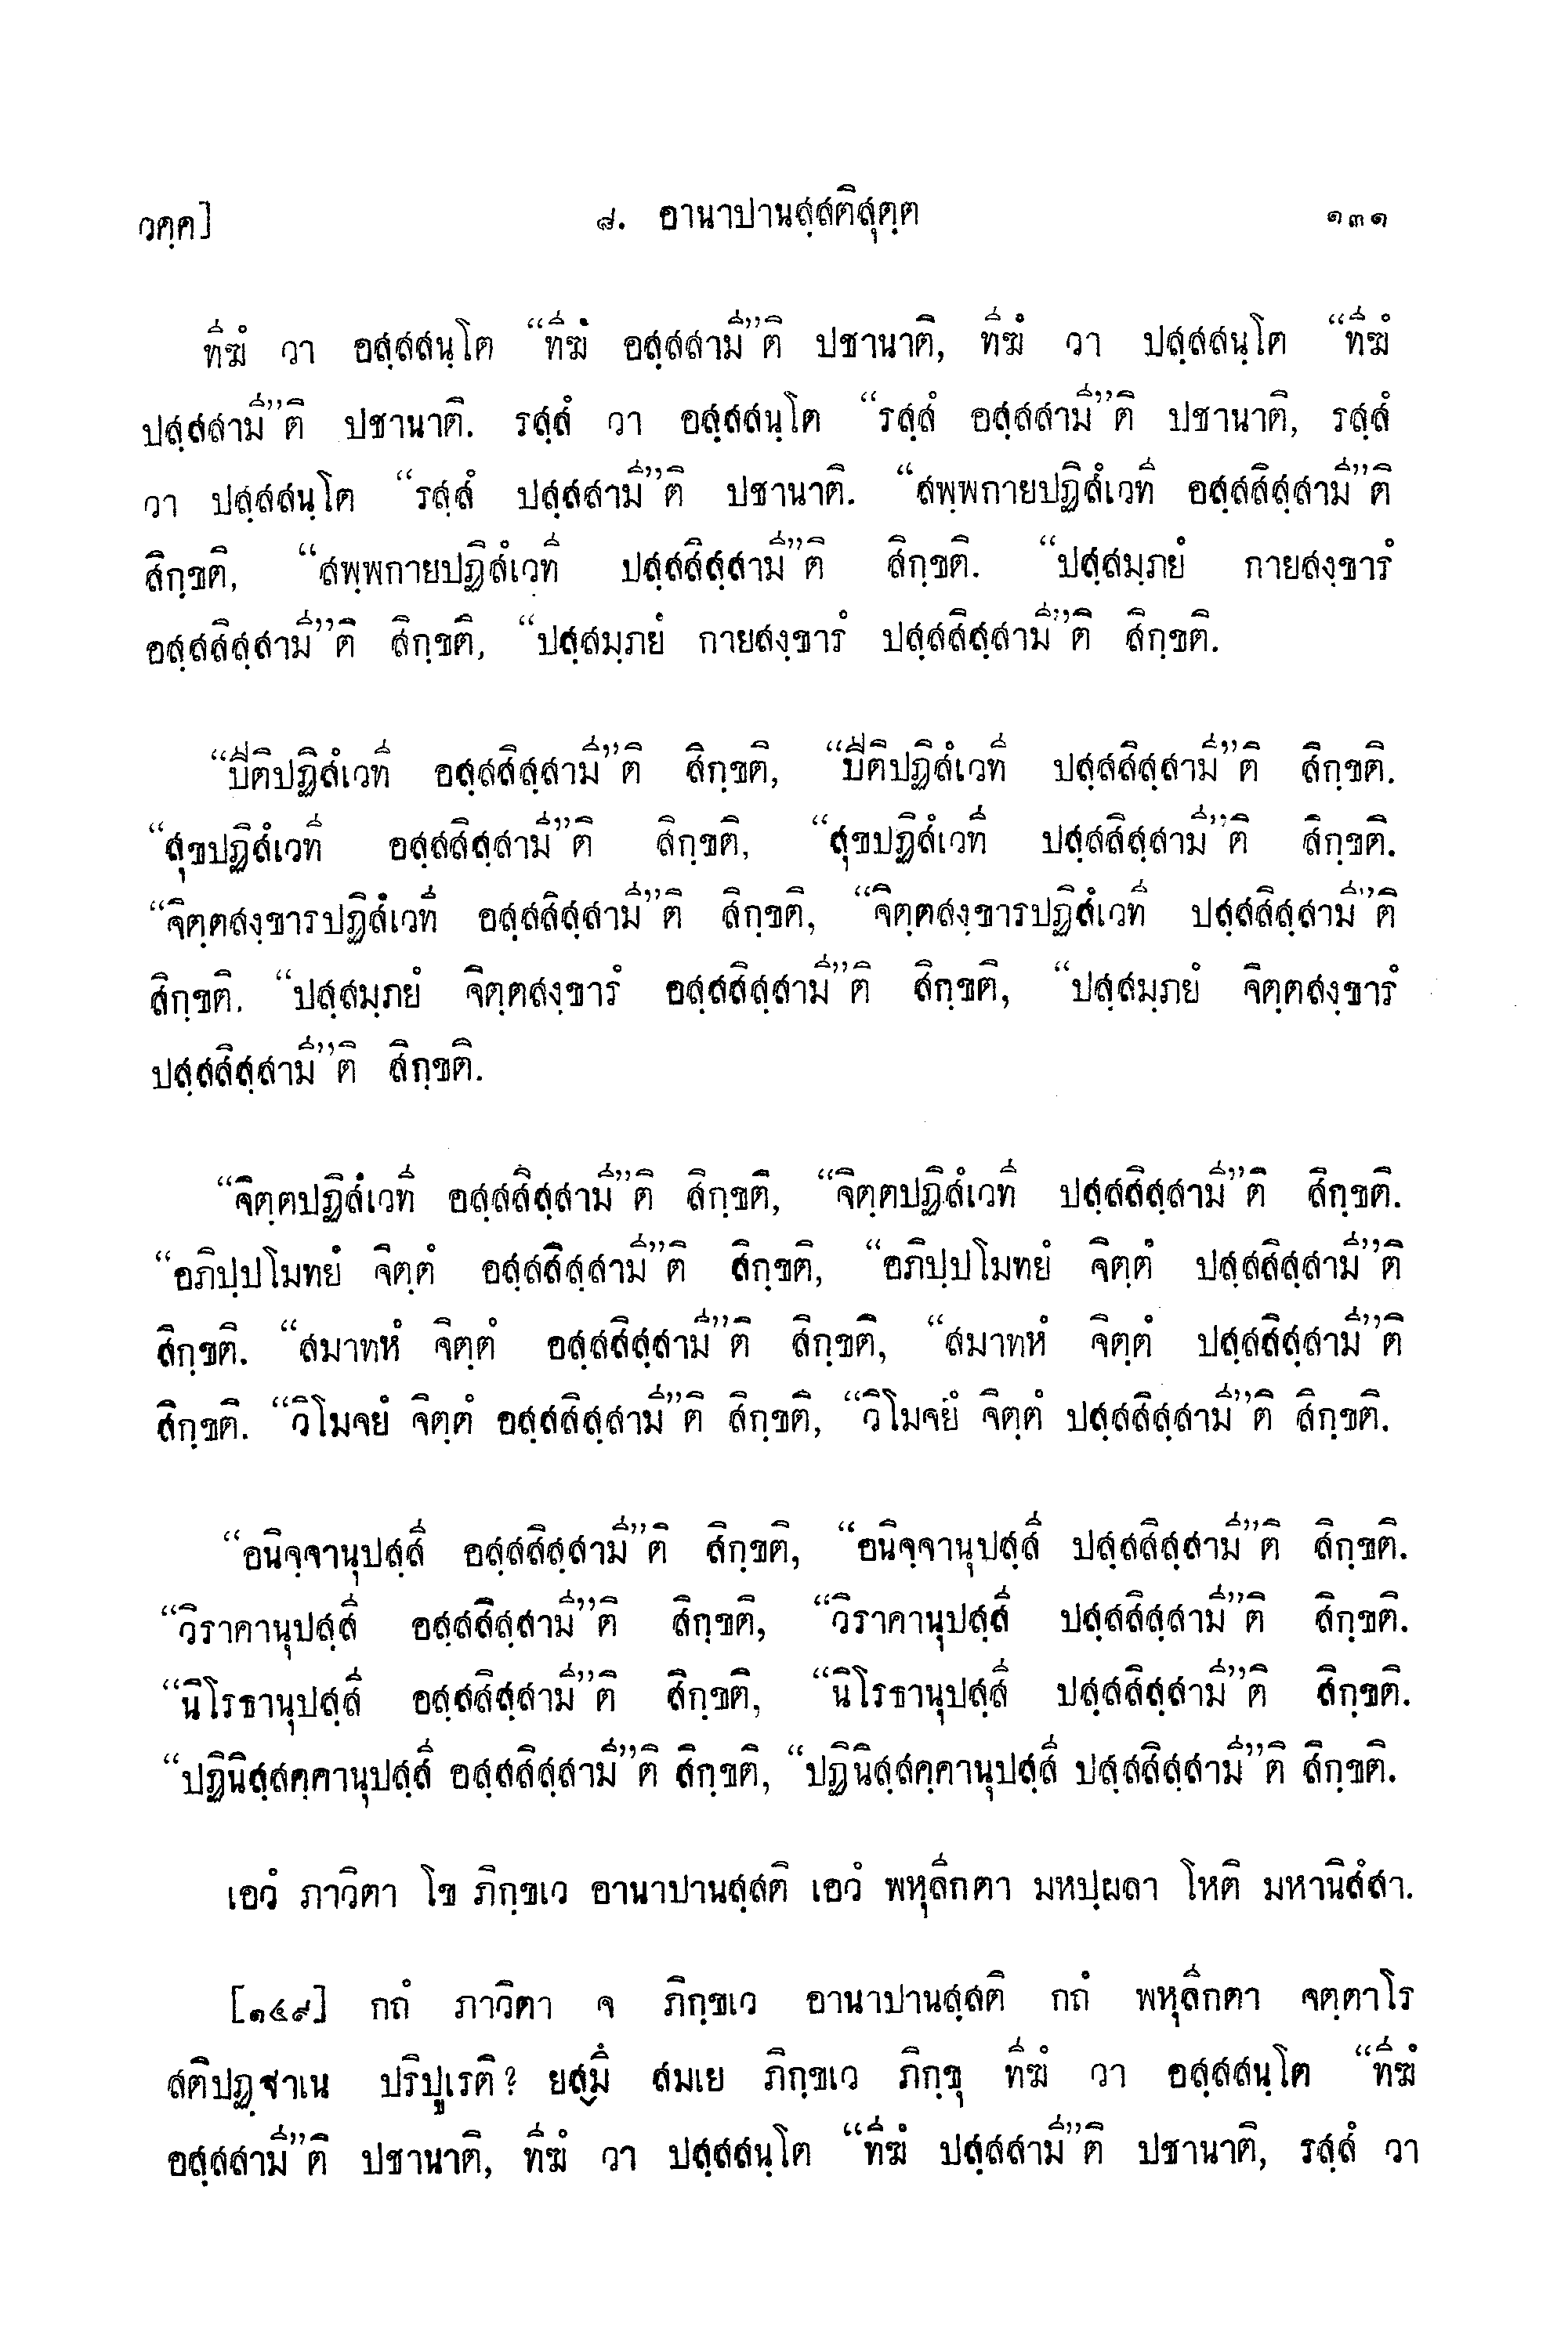 วคฺค] ๘. อานาปานสฺสติสุตฺต ๑๓๑
ทีฆํ วา อสฺสสนฺโต “ทีฆํ อสฺสสามี”ติ ปชานาติ, ทีฆํ วา ปสฺสสนฺโต “ทีฆํ
ปสฺสสามี”ติ ปชานาติ. รสฺสํ วา อสฺสสนฺโต “รสฺสํ อสฺสสามี”ติ ปชานาติ, รสฺสํ
วา ปสฺสสนฺโต “รสฺสํ ปสฺสสามี”ติ ปชานาติ. “สพฺพกายปฏิสํเวที อสฺสสิสฺสามี”ติ
สิกฺขติ, “สพฺพกายปฏิสํเวที ปสฺสสิสฺสามี”ติ สิกฺขติ. “ปสฺสมฺภยํ กายสงฺขารํ
อสฺสสิสฺสามี”ติ สิกฺขติ, “ปสฺสมฺภยํ กายสงฺขารํ ปสฺสสิสฺสามี”ติ สิกฺขติ.
“ปีติปฏิสํเวที อสฺสสิสฺสามี”ติ สิกฺขติ, “ปีติปฏิสํเวที ปสฺสสิสฺสามี”ติ สิกฺขติ.
“สุขปฏิสํเวที อสฺสสิสฺสามี”ติ สิกฺขติ, “สุขปฏิสํเวที ปสฺสสิสฺสามี”ติ สิกฺขติ.
“จิตฺตสงฺขารปฏิสํเวที อสฺสสิสฺสามี”ติ สิกฺขติ, “จิตฺตสงฺขารปฏิสํเวที ปสฺสสิสฺสามี”ติ
สิกฺขติ. “ปสฺสมฺภยํ จิตฺตสงฺขารํ อสฺสสิสฺสามี”ติ สิกฺขติ, “ปสฺสมฺภยํ จิตฺตสงฺขารํ
ปสฺสสิสฺสามี”ติ สิกฺขติ.
“จิตฺตปฏิสํเวที อสฺสสิสฺสามี”ติ สิกฺขติ, “จิตฺตปฏิสํเวที ปสฺสสิสฺสามี”ติ สิกฺขติ.
“อภิปฺปโมทยํ จิตฺตํ อสฺสสิสฺสามี”ติ สิกฺขติ, “อภิปฺปโมทยํ จิตฺตํ ปสฺสสิสฺสามี”ติ
สิกฺขติ. “สมาทหํ จิตฺตํ อสฺสสิสฺสามี”ติ สิกฺขติ, “สมาทหํ จิตฺตํ ปสฺสสิสฺสามี”ติ
สิกฺขติ. “วิโมจยํ จิตฺตํ อสฺสสิสฺสามี”ติ สิกฺขติ, “วิโมจยํ จิตฺตํ ปสฺสสิสฺสามี”ติ สิกฺขติ.
“อนิจฺจานุปสฺสี อสฺสสิสฺสามี”ติ สิกฺขติ, “อนิจฺจานุปสฺสี ปสฺสสิสฺสามี”ติ สิกฺขติ.
“วิราคานุปสฺสี อสฺสสิสฺสามี”ติ สิกฺขติ, “วิราคานุปสฺสี ปสฺสสิสฺสามี”ติ สิกฺขติ.
“นิโรธานุปสฺสี อสฺสสิสฺสามี”ติ สิกฺขติ, “นิโรธานุปสฺสี ปสฺสสิสฺสามี”ติ สิกฺขติ.
“ปฏินิสฺสคฺคานุปสฺสี อสฺสสิสฺสามี”ติ สิกฺขติ, “ปฏินิสฺสคฺคานุปสฺสี ปสฺสสิสฺสามี”ติ สิกฺขติ.
เอวํ ภาวิตา โข ภิกฺขเว อานาปานสฺสติ เอวํ พหุลีกตา มหปฺผลา โหติ มหานิสํสา.
[๑๔๙] กถํ ภาวิตา จ ภิกฺขเว อานาปานสฺสติ กถํ พหุลีกตา จตฺตาโร
สติปฏฺฐาเน ปริปูเรติ? ยสฺมึ สมเย ภิกฺขเว ภิกฺขุ ทีฆํ วา อสฺสสนฺโต “ทีฆํ
อสฺสสามี”ติ ปชานาติ, ทีฆํ วา ปสฺสสนฺโต “ทีฆํ ปสฺสสามี”ติ ปชานาติ, รสฺสํ วา